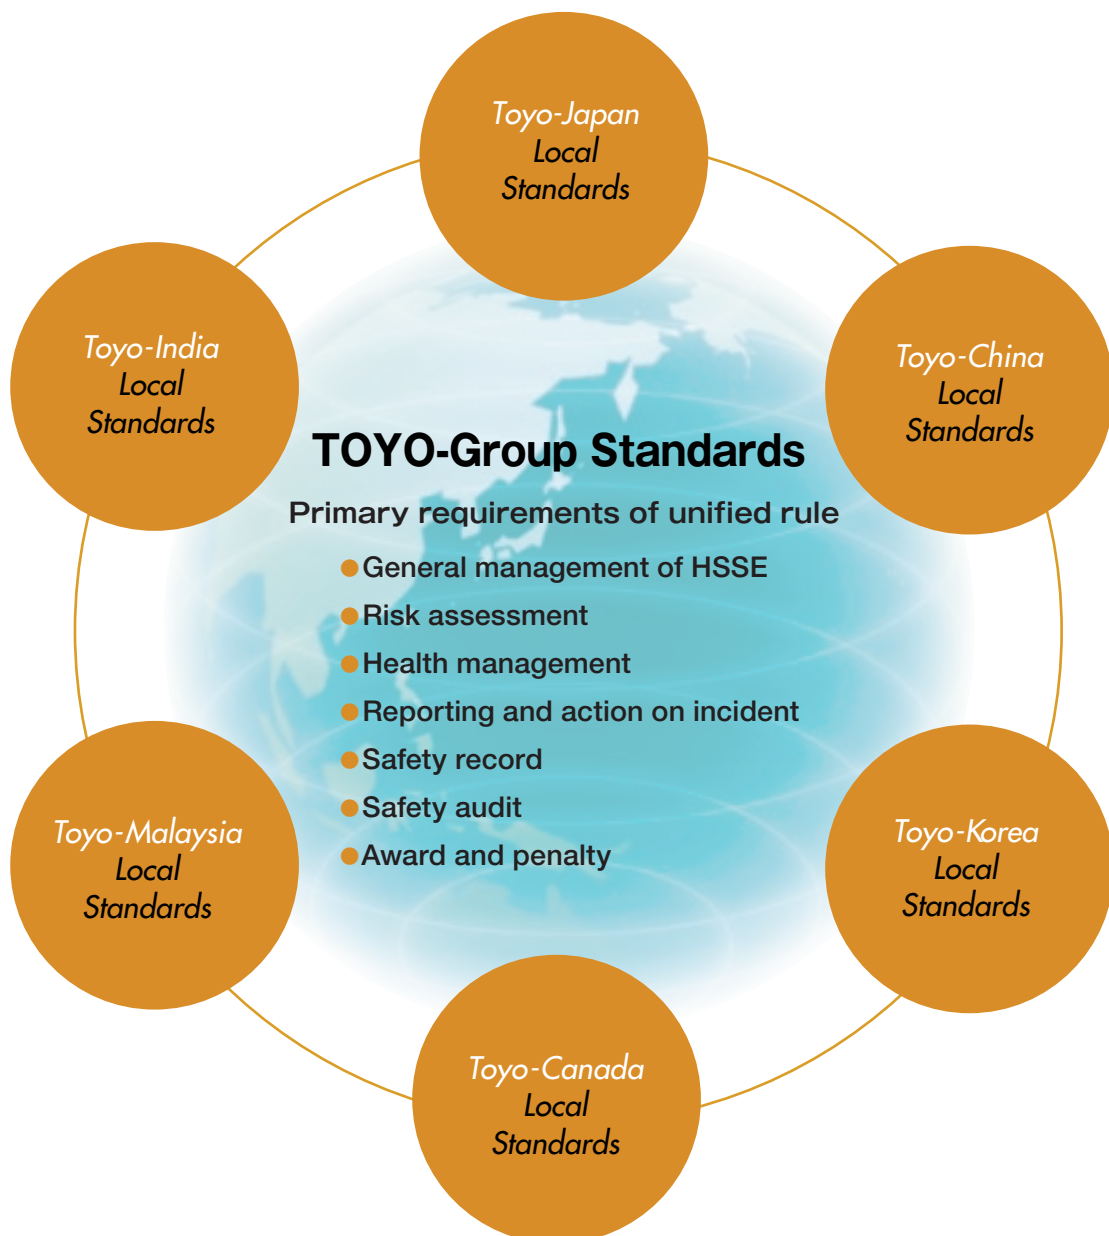 Toyo-Japan
Local
Standards
Toyo-India
Local
Standards
Toyo-China
Local
Standards
TOYO-Group Standards
Primary requirements of unified rule
●General management of HSSE
●Risk assessment
●Health management
●Reporting and action on incident
●Safety record
●Safety audit
●Award and penalty
Toyo-Malaysia
Local
Standards
Toyo-Korea
Local
Standards
Toyo-Canada
Local
Standards